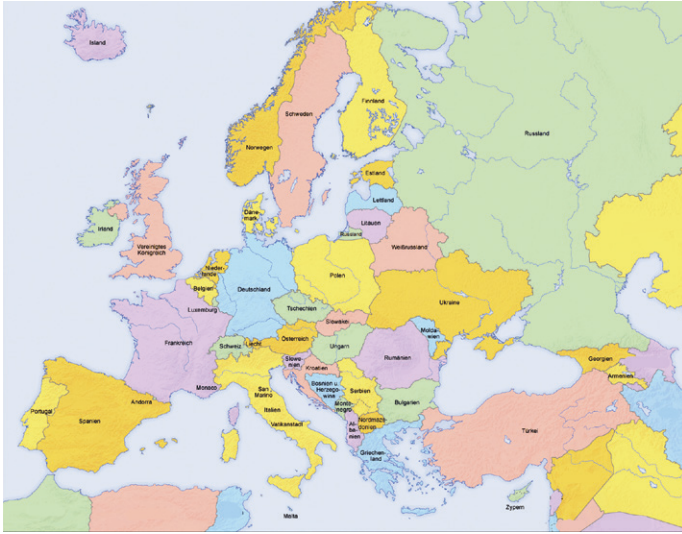 Island
Finnland
Schweden
Norwegen
Russland
Estland
Lettland
Däne-
mark
Litauen
Russland
Irland
Vereinigtes
Königreich
Weißrussland
Nieder-
lande
Belgien
Deutschland
Polen
Luxemburg
Tschechien
Ukraine
Slowakei
Frankreich
Schweiz
Liecht.
Österreich
Ungarn
Moldau-
wien
Slowe-
nien
Kroatien
Rumänien
Georgien
Armenien
Monaco
San
Marino
Bosnien u.
Herzego-
wina
Serbien
Andorra
Portugal
Spanien
Italien
Vatikanstadt
Monte-
negro
Bulgarien
Nordmaze-
donien
Al-
ba-
nien
Türkei
Griechen-
land
Malta
Zypern